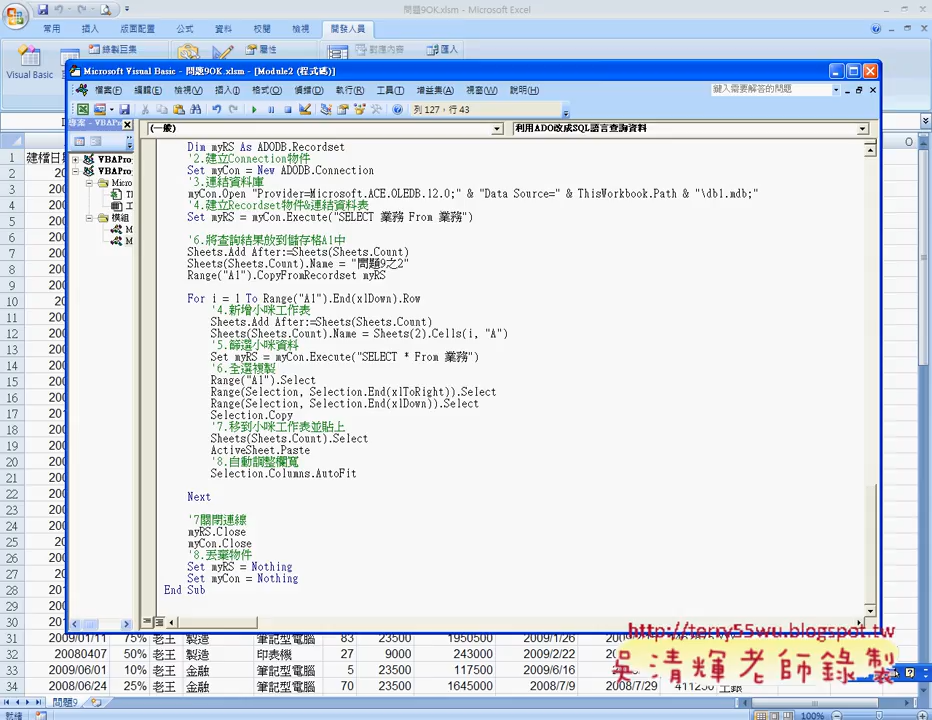 問題9OK.xlsm - Microsoft Excel
常用 插入 版面配置 公式 資料 校閱 檢視 開發人員
錄製巨集 屬性 對應內容 匯入
Visual Basic
Microsoft Visual Basic - 問題9OK.xlsm - [Module2 (程式碼)]
檔案(F) 編輯(E) 檢視(V) 插入(I) 格式(O) 偵錯(D) 執行(R) 工具(T) 增益集(A) 視窗(W) 說明(H) 鍵入需要解答的問題
列 127，行 43
專案 - VBAP
(一般) 利用ADO改成SQL語言查詢資料
VBAPro
VBAPro
Micro
模組
Dim myRS As ADODB.Recordset
'2.建立Connection物件
Set myCon = New ADODB.Connection
'3.連結資料庫
myCon.Open "Provider=Microsoft.ACE.OLEDB.12.0;" & "Data Source=" & ThisWorkbook.Path & "\db1.mdb;"
'4.建立Recordset物件&連結資料表
Set myRS = myCon.Execute("SELECT 業務 From 業務")
'6.將查詢結果放到儲存格A1中
Sheets.Add After:=Sheets(Sheets.Count)
Sheets(Sheets.Count).Name = "問題9之2"
Range("A1").CopyFromRecordset myRS
For i = 1 To Range("A1").End(xlDown).Row
'4.新增小咪工作表
Sheets.Add After:=Sheets(Sheets.Count)
Sheets(Sheets.Count).Name = Sheets(2).Cells(i, "A")
'5.篩選小咪資料
Set myRS = myCon.Execute("SELECT * From 業務")
'6.全選複製
Range("A1").Select
Range(Selection, Selection.End(xlToRight)).Select
Range(Selection, Selection.End(xlDown)).Select
Selection.Copy
'7.移到小咪工作表並貼上
Sheets(Sheets.Count).Select
ActiveSheet.Paste
'8.自動調整欄寬
Selection.Columns.AutoFit
Next
'7關閉連線
myRS.Close
myCon.Close
'8.丟棄物件
Set myRS = Nothing
Set myCon = Nothing
End Sub
31 2009/01/11 75% 老王 製造 筆記型電腦 83 23500 1950500 2009/1/26
32 20080407 50% 老王 製造 印表機 27 9000 243000 2009/2/22
33 2009/06/01 10% 老王 金融 筆記型電腦 5 23500 117500 2009/6/16
34 2008/06/24 25% 老王 金融 筆記型電腦 70 23500 1645000 2008/7/9 2008/7/29 411250
http://terry55wu.blogspot.tw
吳清輝老師錄製
問題9
就緒 100%